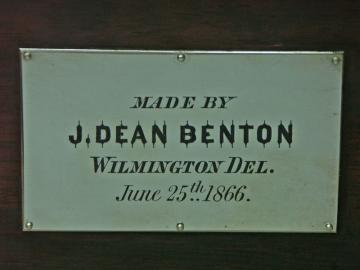 MADE BY
J. DEAN BENTON
WILMINGTON DEL.
June 25th 1866.